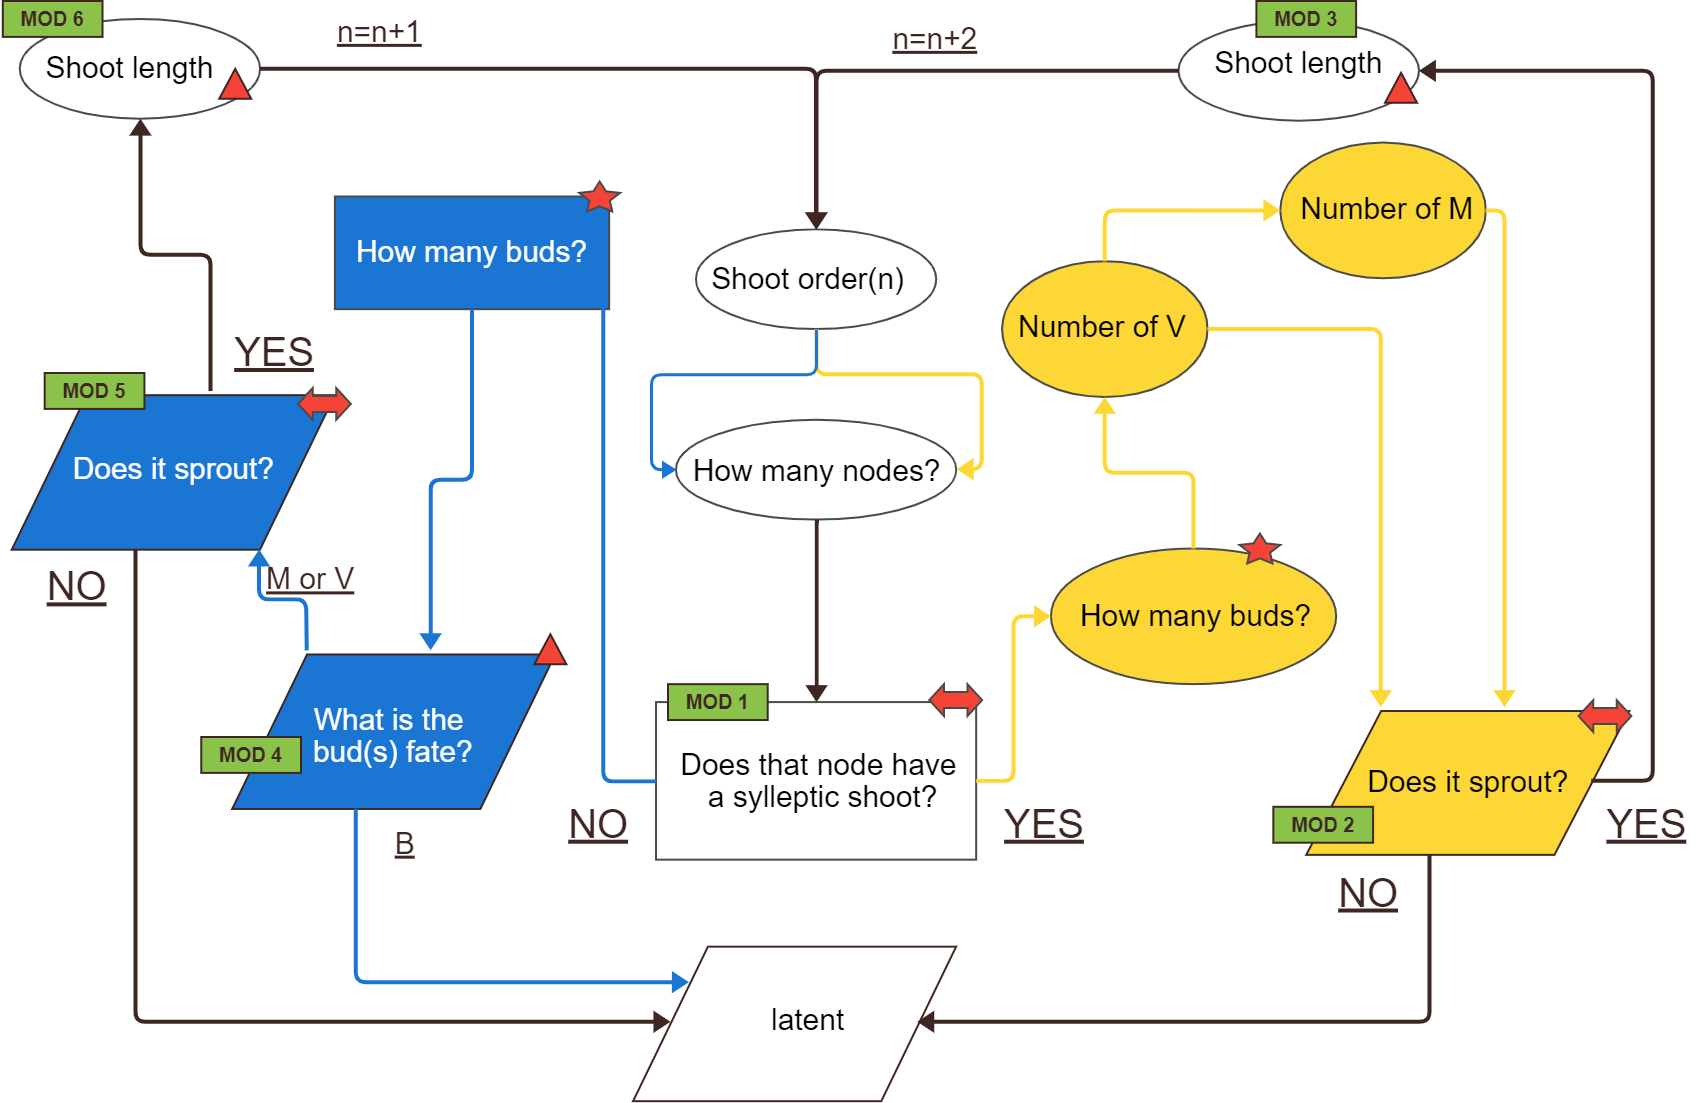 MOD 6
Shoot length
n=n+1
n=n+2
MOD 3
Shoot length
How many buds?
Shoot order(n)
Number of M
Number of V
YES
MOD 5
Does it sprout?
How many nodes?
NO
M or V
How many buds?
What is the
bud(s) fate?
MOD 4
MOD 1
Does that node have
a sylleptic shoot?
Does it sprout?
MOD 2
B
NO
YES
YES
NO
latent